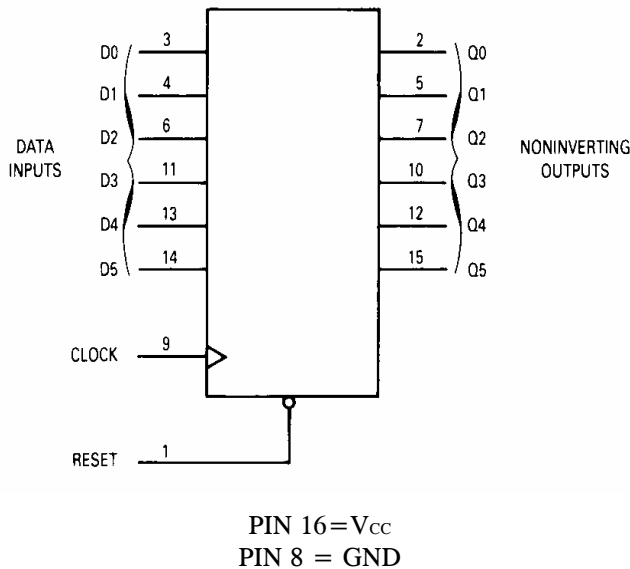 D0 3 2 Q0
D1 4 5 Q1
D2 6 7 Q2
DATA
INPUTS
NONINVERTING
OUTPUTS
D3 11 10 Q3
D4 13 12 Q4
D5 14 15 Q5
CLOCK 9
RESET 1
PIN 16=VCC
PIN 8 = GND